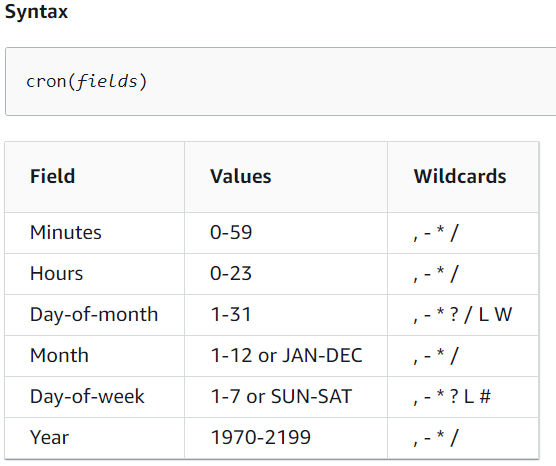 Syntax
cron(fields)
Field Values Wildcards
Minutes 0-59 , - * /
Hours 0-23 , - * /
Day-of-month 1-31 , - * ? / L W
Month 1-12 or JAN-DEC , - * /
Day-of-week 1-7 or SUN-SAT , - * ? L #
Year 1970-2199 , - * /